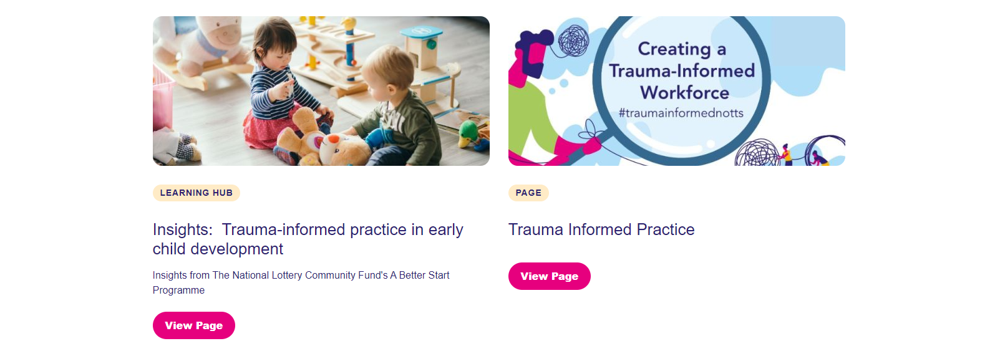 Creating a
Trauma-Informed
Workforce
#traumainformednotts
LEARNING HUB
Insights:  Trauma-informed practice in early
child development
Insights from The National Lottery Community Fund's A Better Start
Programme
View Page
PAGE
Trauma Informed Practice
View Page